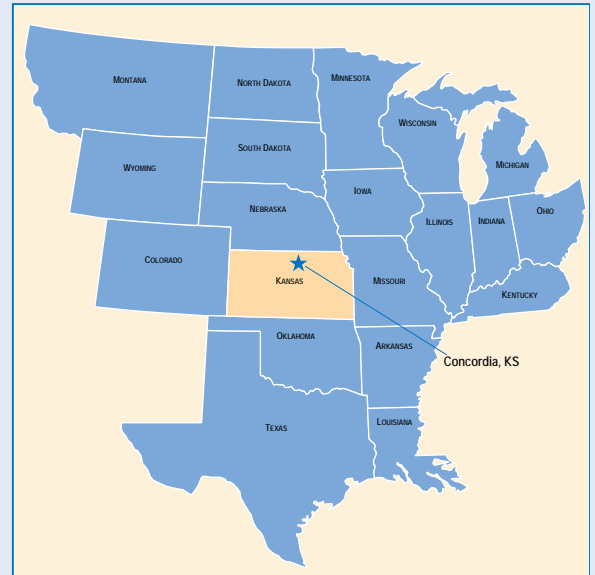 MONTANA
NORTH DAKOTA
MINNESOTA
WISCONSIN
SOUTH DAKOTA
MICHIGAN
WYOMING
IOWA
NEBRASKA
ILLINOIS
INDIANA
OHIO
COLORADO
KANSAS
MISSOURI
KENTUCKY
OKLAHOMA
ARKANSAS
Concordia, KS
TEXAS
LOUISIANA